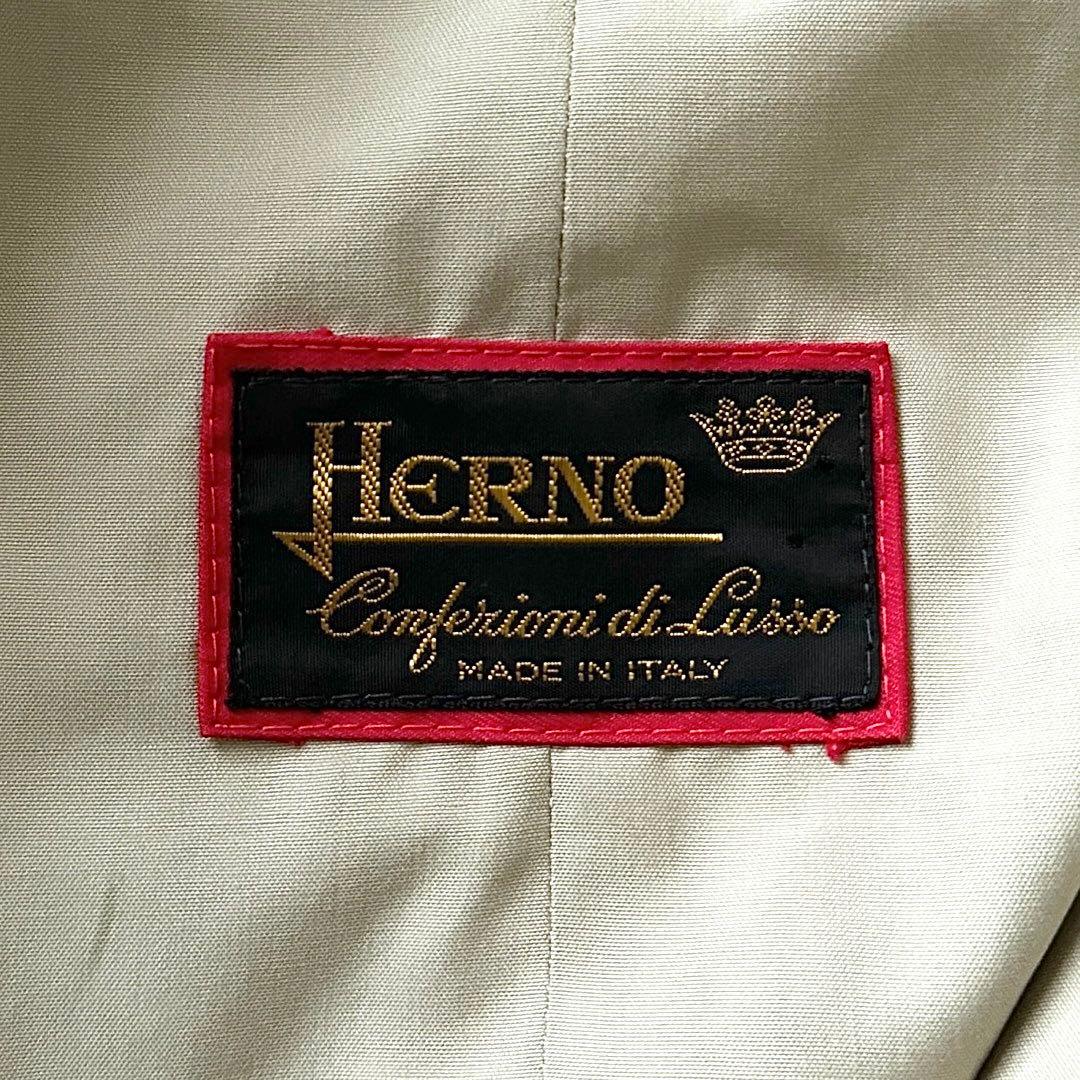 HERNO
Confezioni di Lusso
MADE IN ITALY